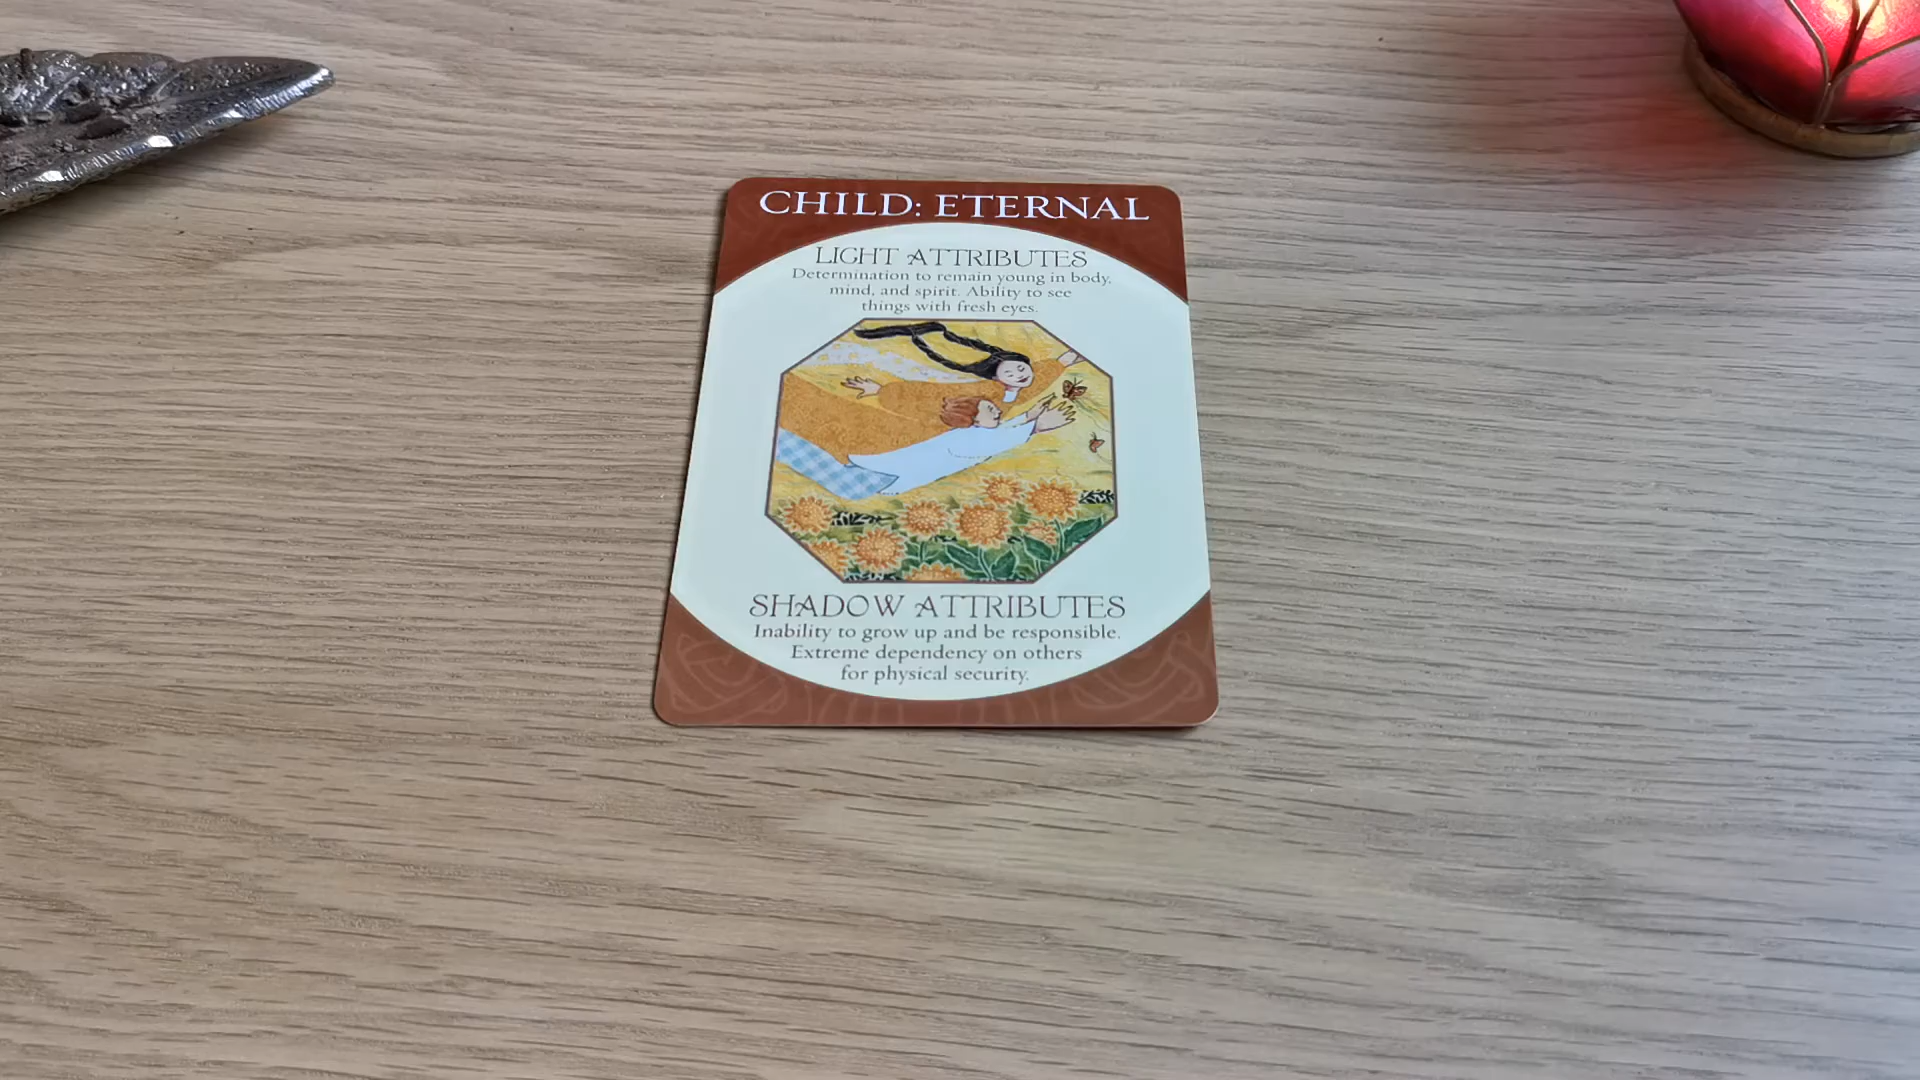 CHILD: ETERNAL
LIGHT ATTRIBUTES
Determination to remain young in body,
mind, and spirit. Ability to see
things with fresh eyes.
SHADOW ATTRIBUTES
Inability to grow up and be responsible.
Extreme dependency on others
for physical security.